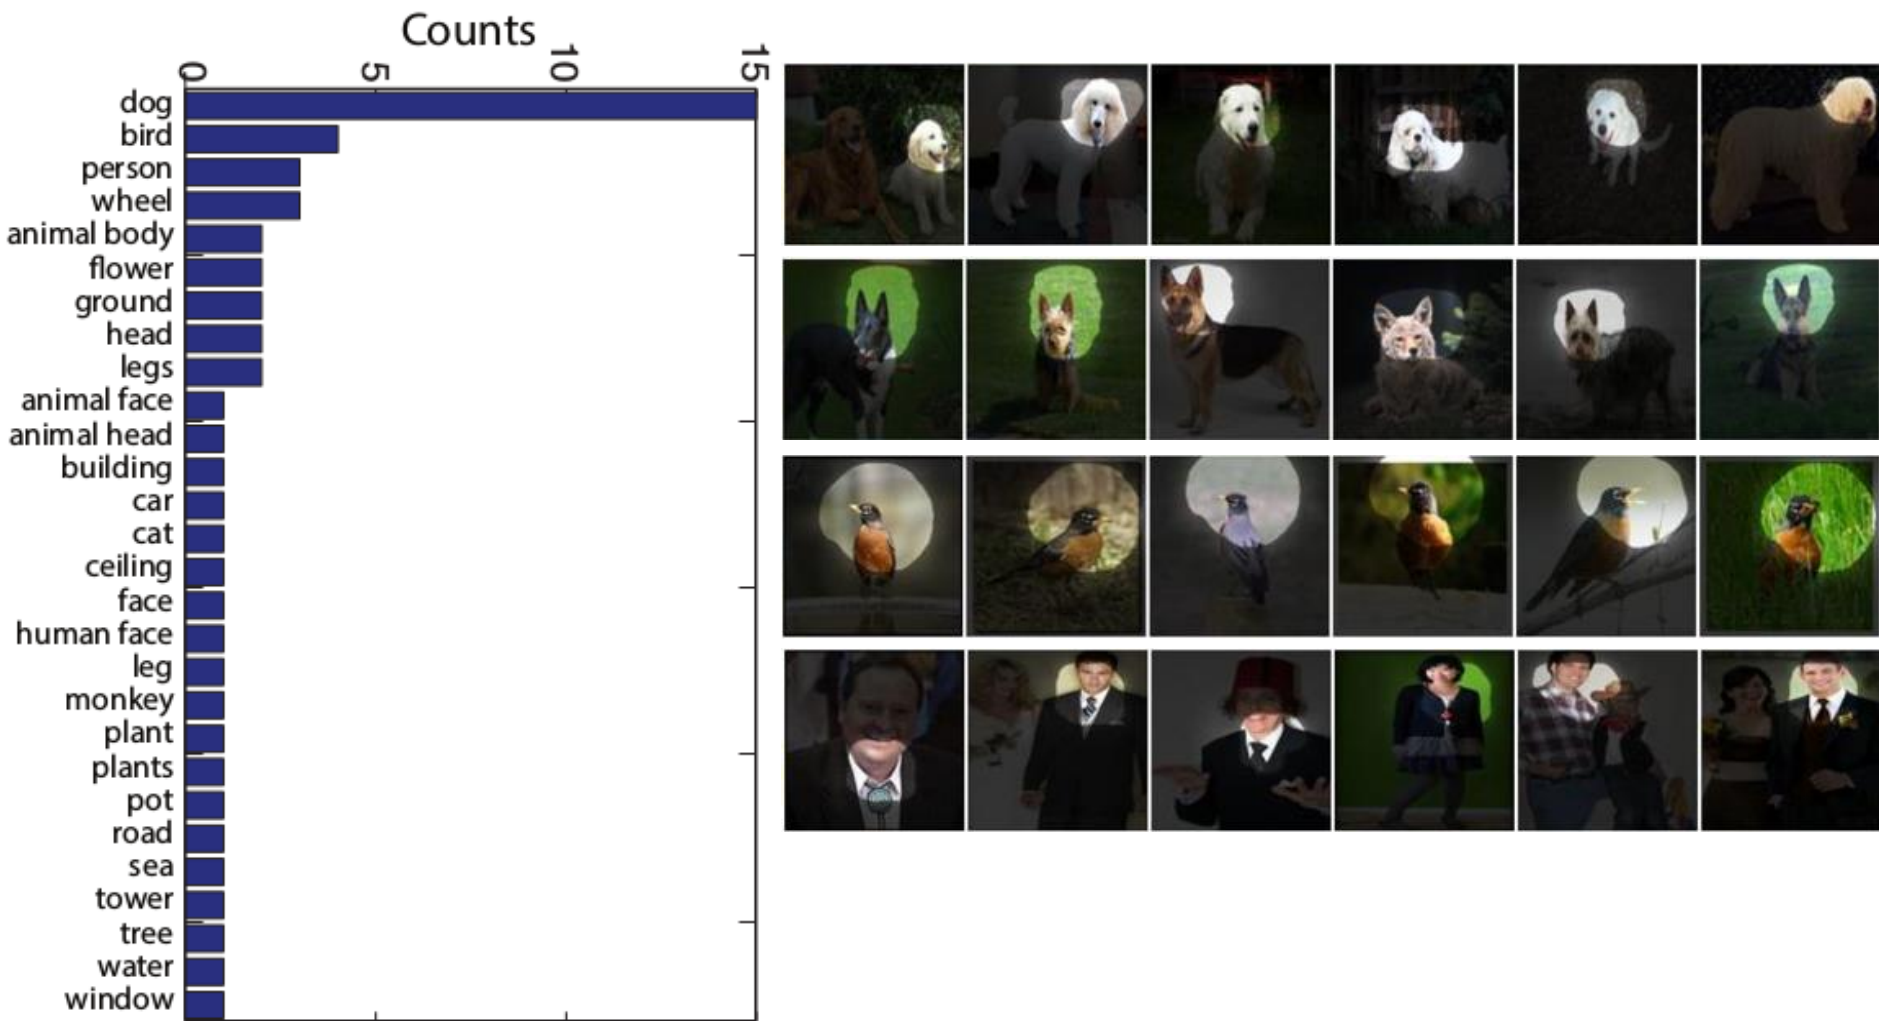 Counts
0 5 10 15
dog
bird
person
wheel
animal body
flower
ground
head
legs
animal face
animal head
building
car
cat
ceiling
face
human face
leg
monkey
plant
plants
pot
road
sea
tower
tree
water
window